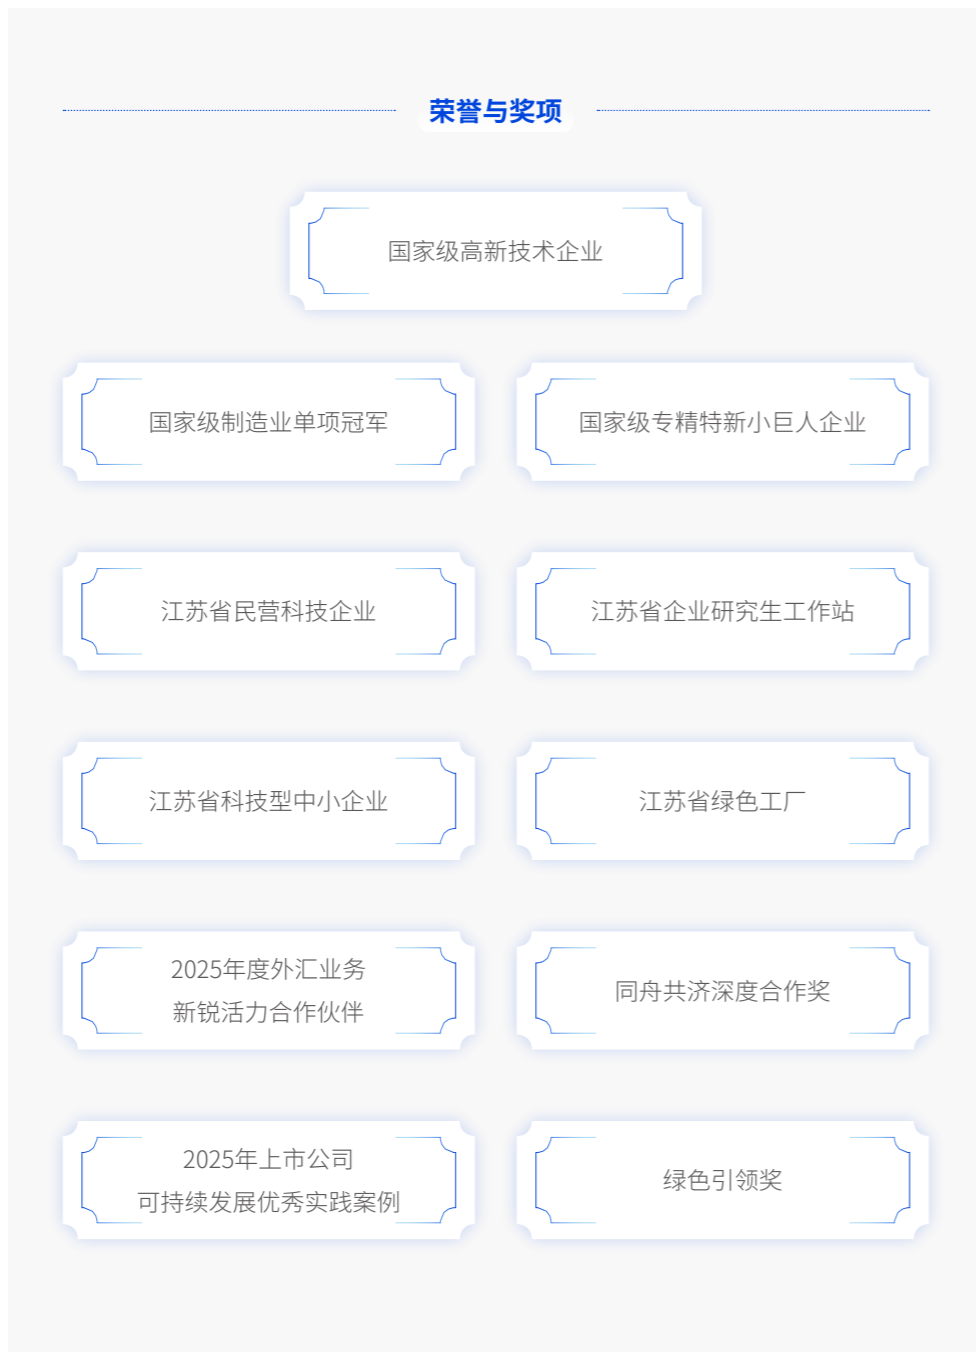 荣誉与奖项
国家级高新技术企业
国家级制造业单项冠军
国家级专精特新小巨人企业
江苏省民营科技企业
江苏省企业研究生工作站
江苏省科技型中小企业
江苏省绿色工厂
2025年度外汇业务
新锐活力合作伙伴
同舟共济深度合作奖
2025年上市公司
可持续发展优秀实践案例
绿色引领奖